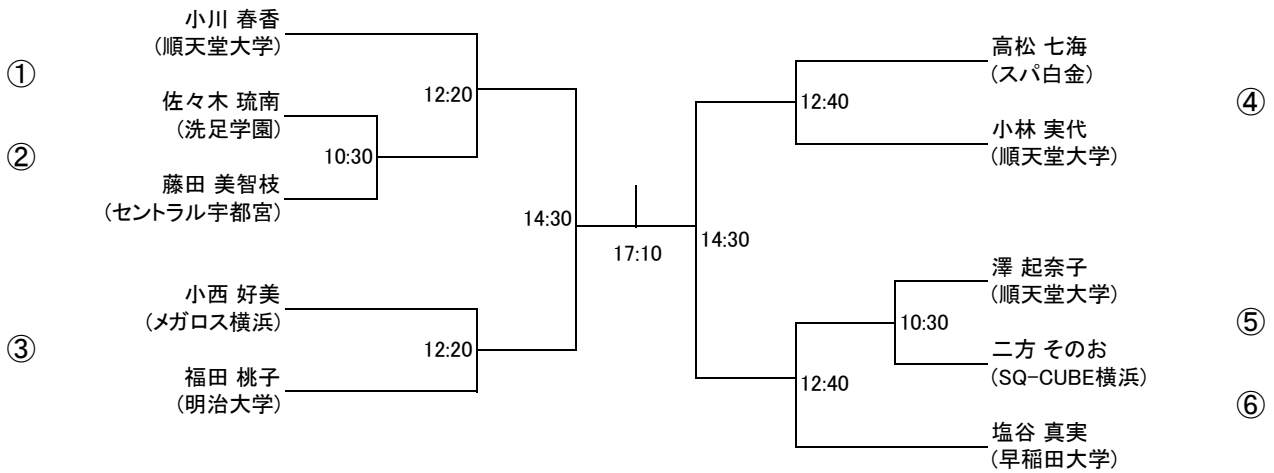 小川 春香
(順天堂大学)
①
12:20
佐々木 琉南
(洗足学園)
②
10:30
藤田 美智枝
(セントラル宇都宮)
14:30
小西 好美
(メガロス横浜)
③
12:20
福田 桃子
(明治大学)
17:10
高松 七海
(スパ白金)
12:40
④
小林 実代
(順天堂大学)
14:30
澤 起奈子
(順天堂大学)
10:30
⑤
二方 そのお
(SQ-CUBE横浜)
12:40
⑥
塩谷 真実
(早稲田大学)